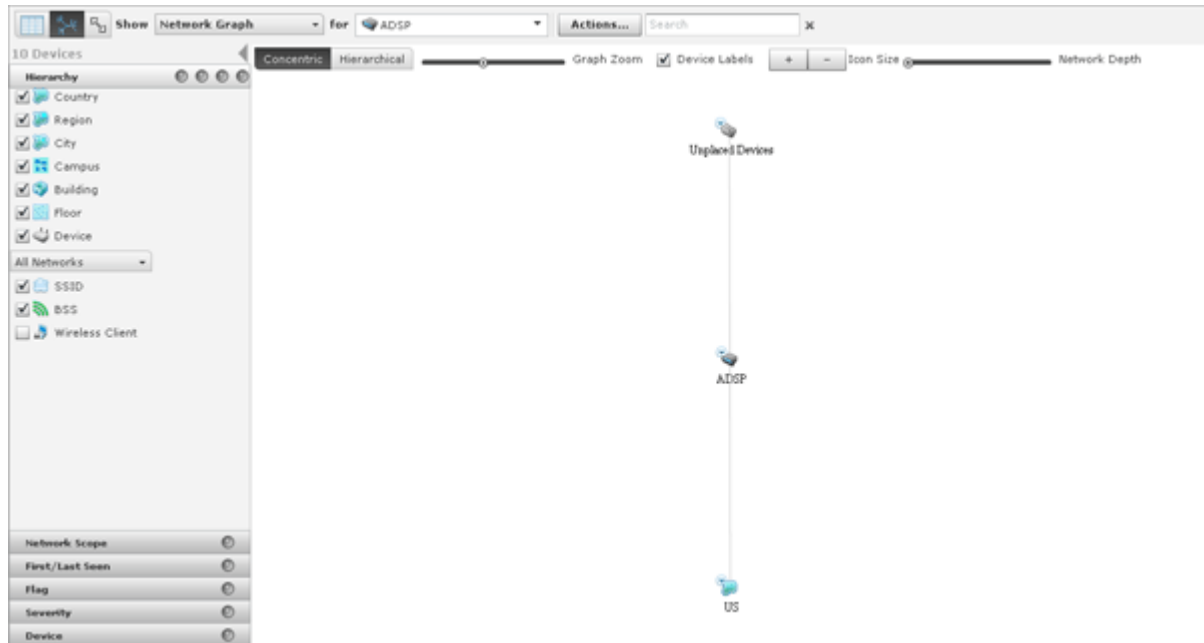 Show Network Graph for ADSP Actions... Search x
10 Devices
Concentric Hierarchical Graph Zoom Device Labels + - Icon Size Network Depth
Hierarchy
Country
Region
City
Campus
Building
Floor
Device
All Networks
SSID
BSS
Wireless Client
Network Scope
First/Last Seen
Flag
Severity
Device
Unplaced Devices
ADSP
US